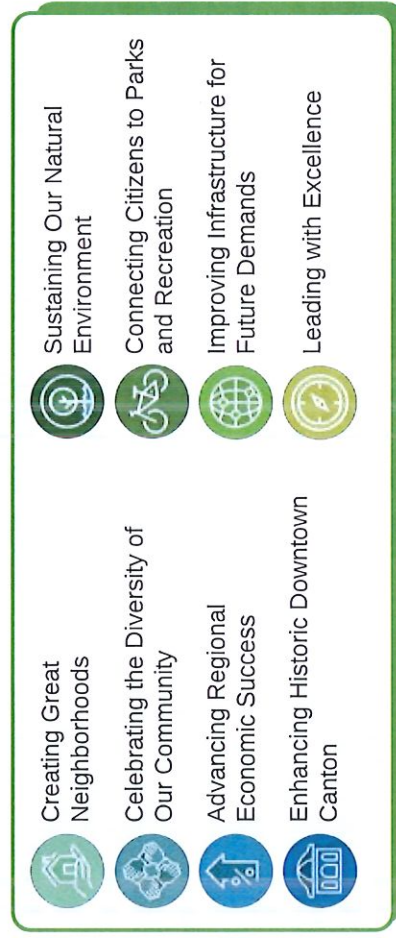 Creating Great
Neighborhoods
Celebrating the Diversity of
Our Community
Advancing Regional
Economic Success
Enhancing Historic Downtown
Canton
Sustaining Our Natural
Environment
Connecting Citizens to Parks
and Recreation
Improving Infrastructure for
Future Demands
Leading with Excellence